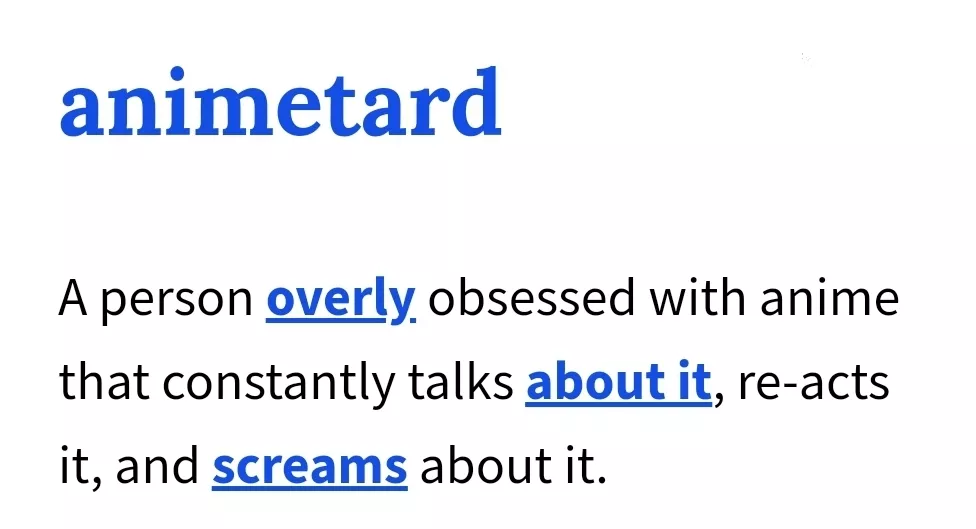 animetard
A person overly obsessed with anime
that constantly talks about it, re-acts
it, and screams about it.